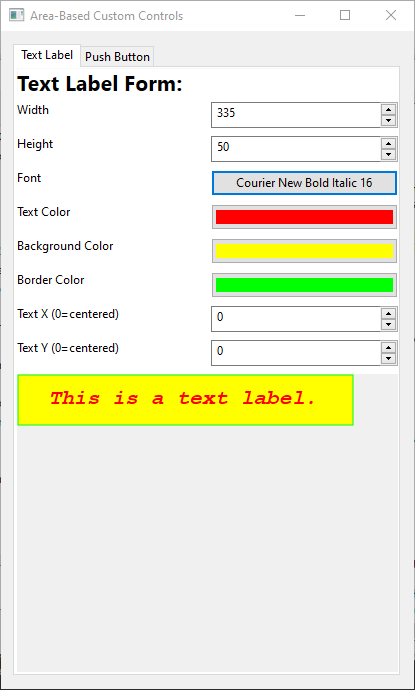 Area-Based Custom Controls
Text Label Push Button
Text Label Form:
Width 335
Height 50
Font Courier New Bold Italic 16
Text Color
Background Color
Border Color
Text X (0=centered) 0
Text Y (0=centered) 0
This is a text label.